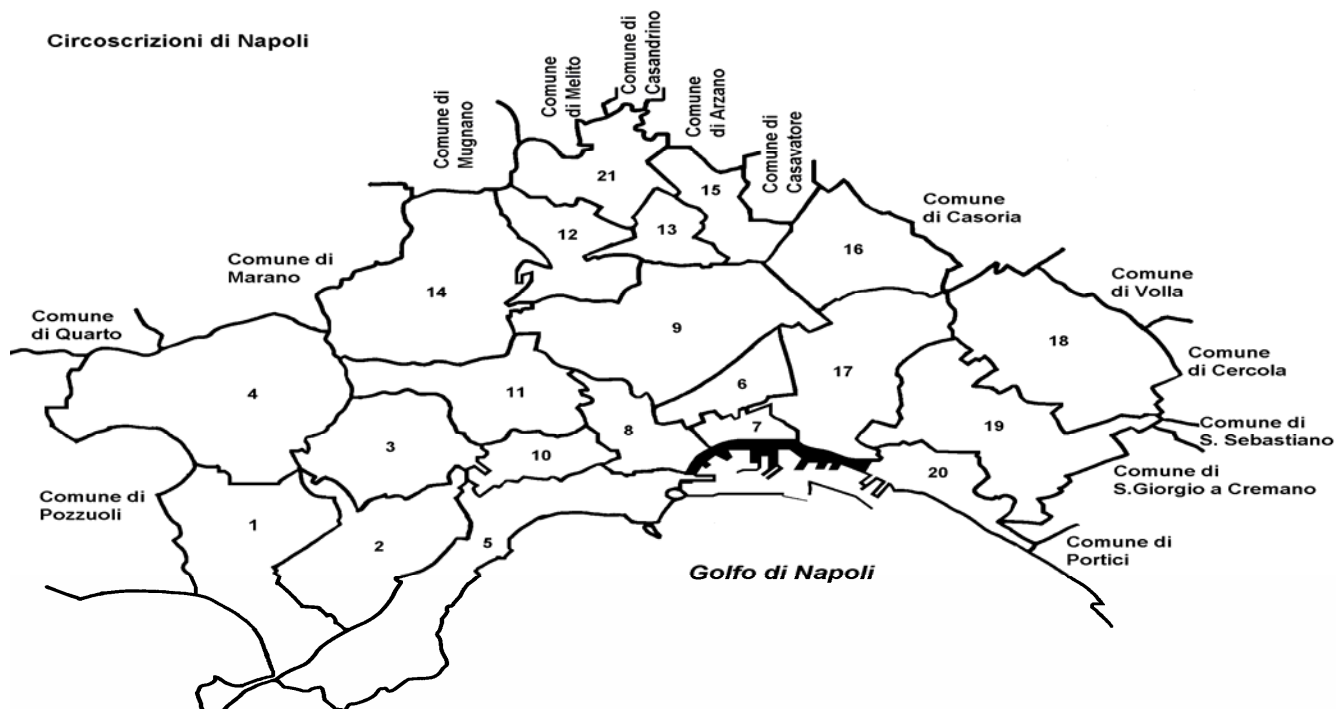 Circoscrizioni di Napoli
Comune di
Mugnano
Comune
di Melito
Comune di
Casandrino
Comune
di Arzano
Comune di
Casavatore
Comune
di Casoria
Comune
di Volla
Comune
di Cercola
Comune di
S. Sebastiano
Comune di
S.Giorgio a Cremano
Comune di
Portici
Comune di
Marano
Comune
di Quarto
Comune di
Pozzuoli
Golfo di Napoli
21
15
12
13
16
14
9
18
6
17
4
11
3
7
8
19
10
20
1
2
5